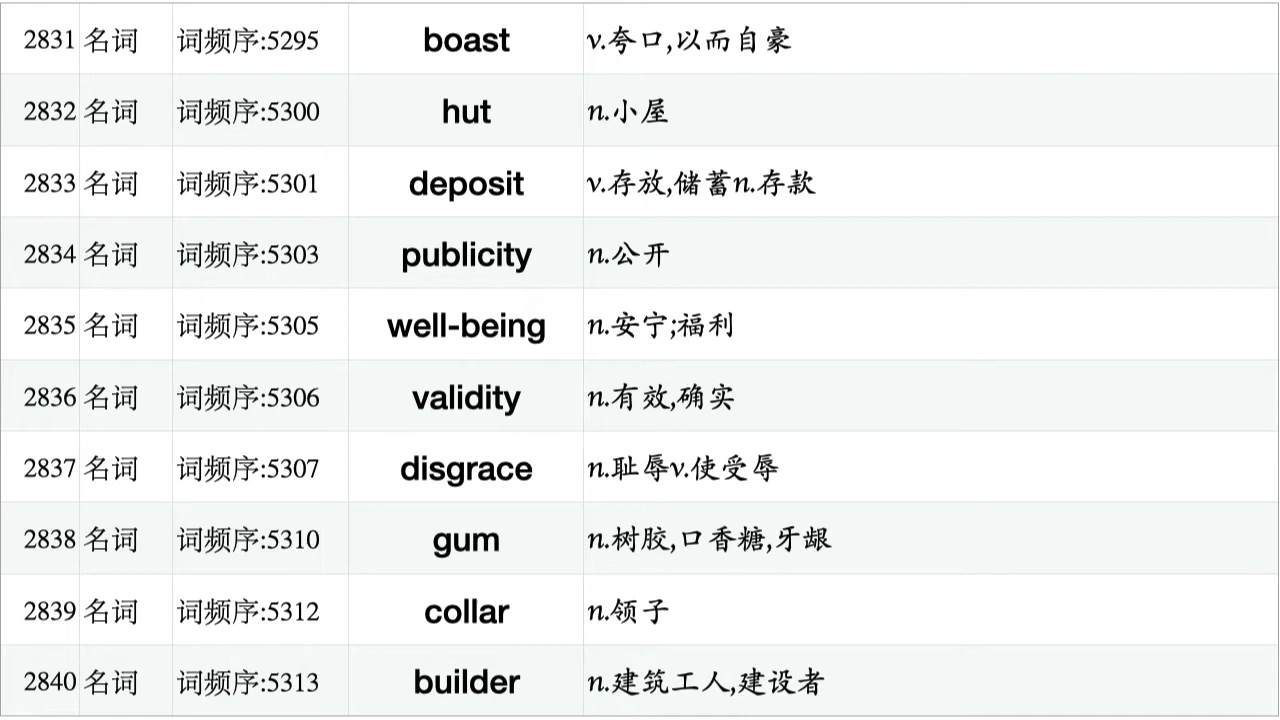 2831 名词 词频序:5295 boast v.夸口,以而自豪
2832 名词 词频序:5300 hut n.小屋
2833 名词 词频序:5301 deposit v.存放,储蓄n.存款
2834 名词 词频序:5303 publicity n.公开
2835 名词 词频序:5305 well-being n.安宁;福利
2836 名词 词频序:5306 validity n.有效,确实
2837 名词 词频序:5307 disgrace n.耻辱v.使受辱
2838 名词 词频序:5310 gum n.树胶,口香糖,牙龈
2839 名词 词频序:5312 collar n.领子
2840 名词 词频序:5313 builder n.建筑工人,建设者